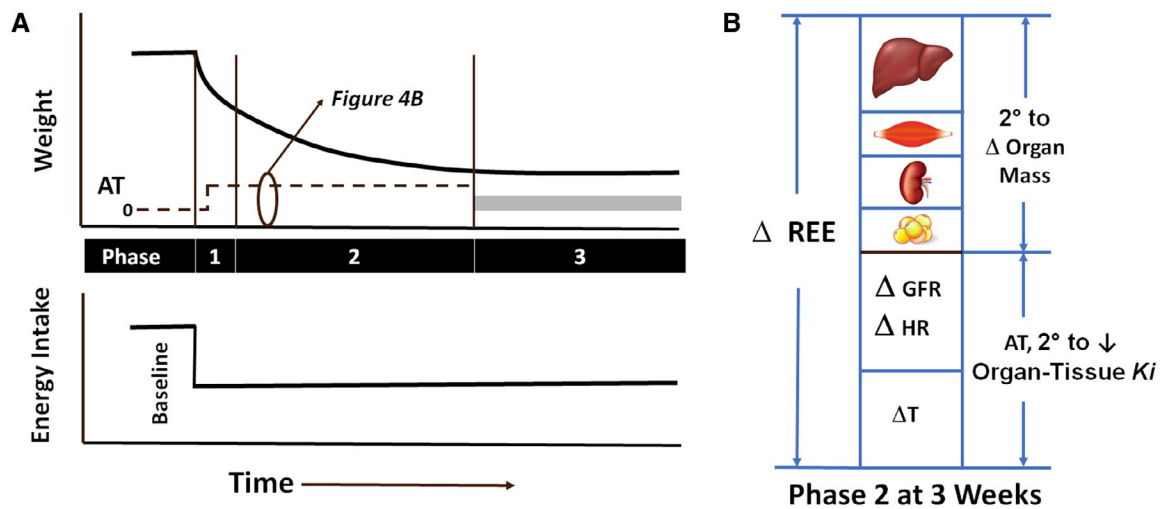 A
Weight
Figure 4B
AT
0
Phase 1 2 3
Energy Intake
Baseline
Time
B
Δ REE
2° to
Δ Organ
Mass
Δ GFR
Δ HR
AT, 2° to ↓
Organ-Tissue Ki
ΔT
Phase 2 at 3 Weeks